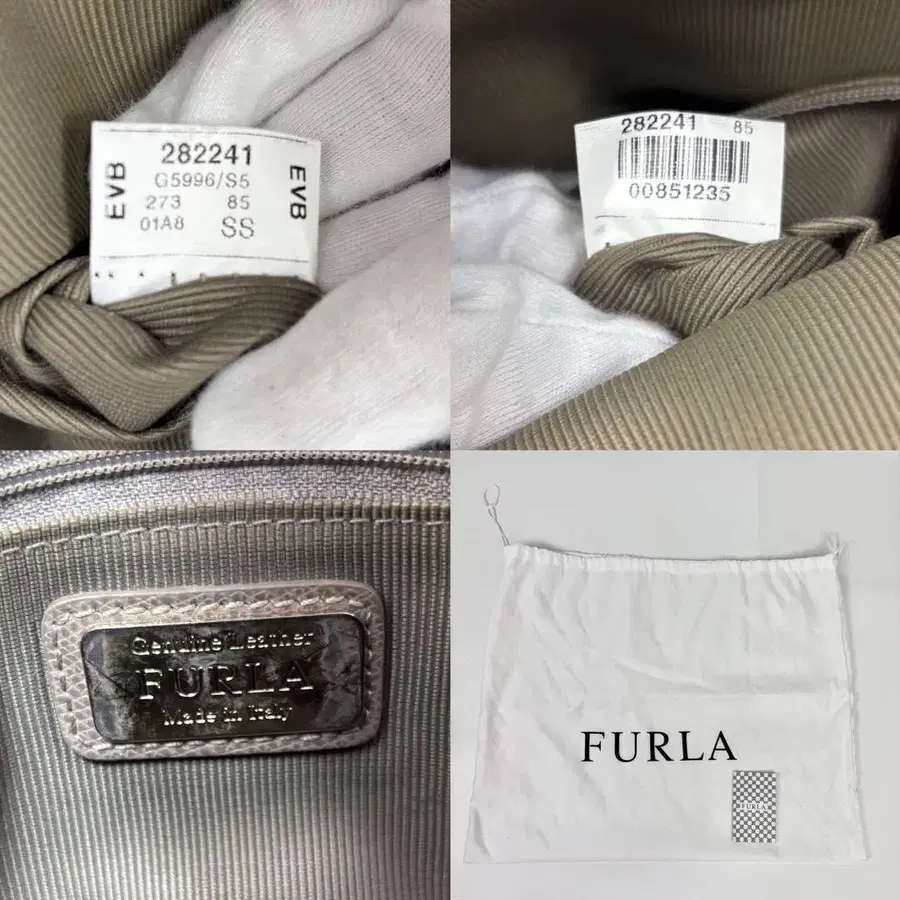 EVB
282241
G5996/S5
273 85
01A8 SS
EVB
282241 85
00851235
Genuine Leather
FURLA
Made in Italy
FURLA
FURLA